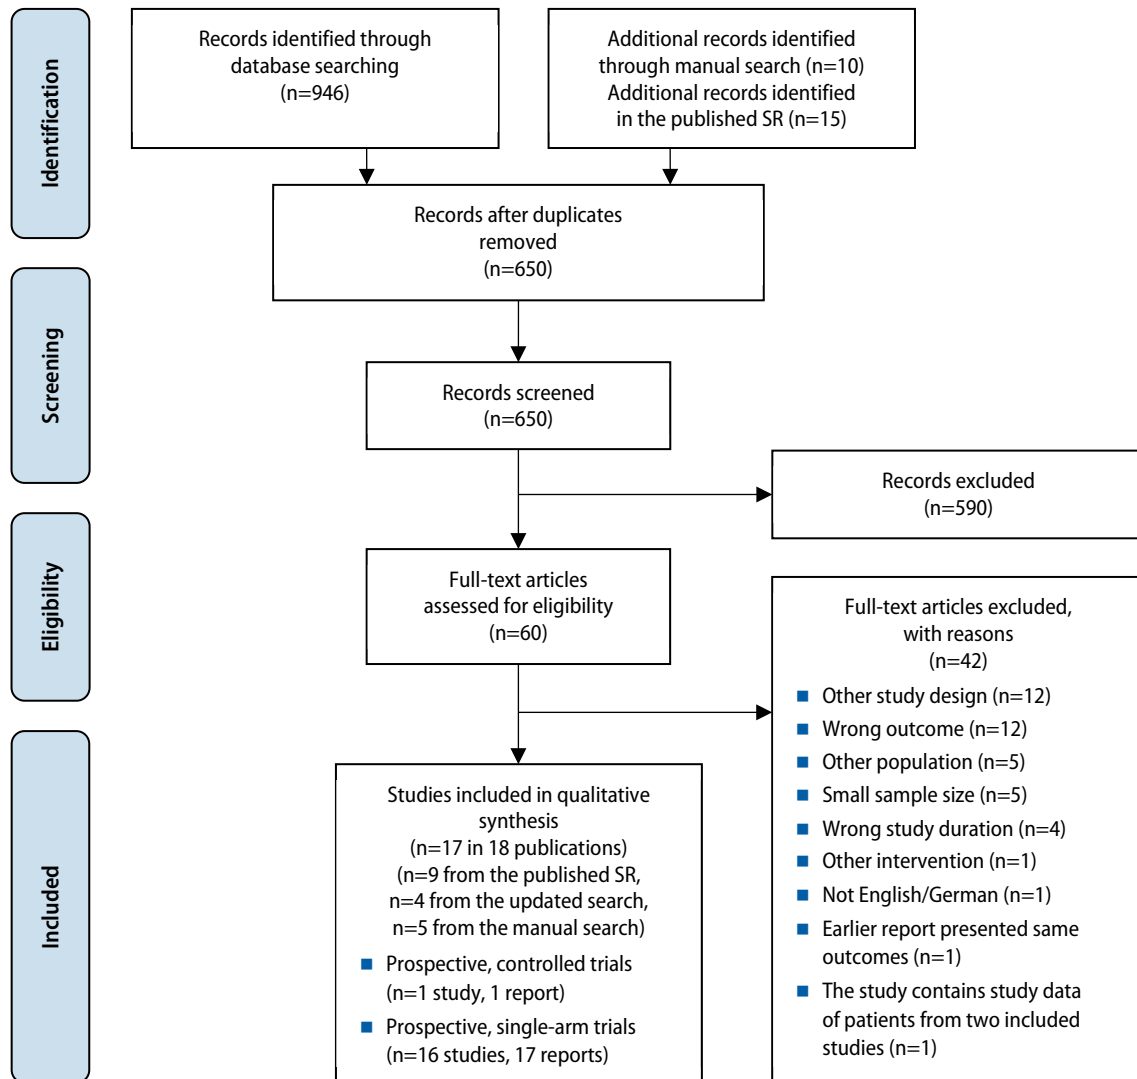 Identification
Records identified through
database searching
(n=946)
Additional records identified
through manual search (n=10)
Additional records identified
in the published SR (n=15)
Records after duplicates
removed
(n=650)
Screening
Records screened
(n=650)
Records excluded
(n=590)
Eligibility
Full-text articles
assessed for eligibility
(n=60)
Full-text articles excluded,
with reasons
(n=42)
Other study design (n=12)
Wrong outcome (n=12)
Other population (n=5)
Small sample size (n=5)
Wrong study duration (n=4)
Other intervention (n=1)
Not English/German (n=1)
Earlier report presented same
outcomes (n=1)
The study contains study data
of patients from two included
studies (n=1)
Included
Studies included in qualitative
synthesis
(n=17 in 18 publications)
(n=9 from the published SR,
n=4 from the updated search,
n=5 from the manual search)
Prospective, controlled trials
(n=1 study, 1 report)
Prospective, single-arm trials
(n=16 studies, 17 reports)